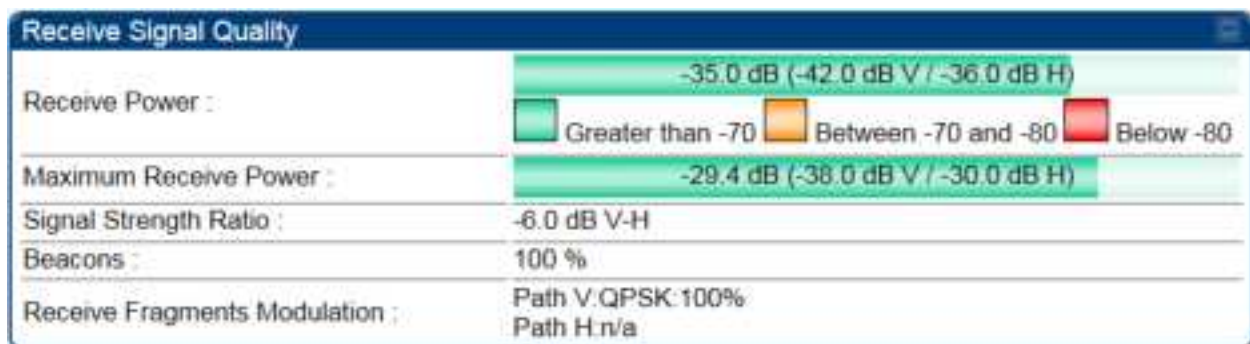 Receive Signal Quality
Receive Power :
-35.0 dB (-42.0 dB V / -36.0 dB H)
Greater than -70 Between -70 and -80 Below -80
Maximum Receive Power :
-29.4 dB (-38.0 dB V / -30.0 dB H)
Signal Strength Ratio :
-6.0 dB V-H
Beacons :
100 %
Receive Fragments Modulation :
Path V:QPSK:100%
Path H:n/a